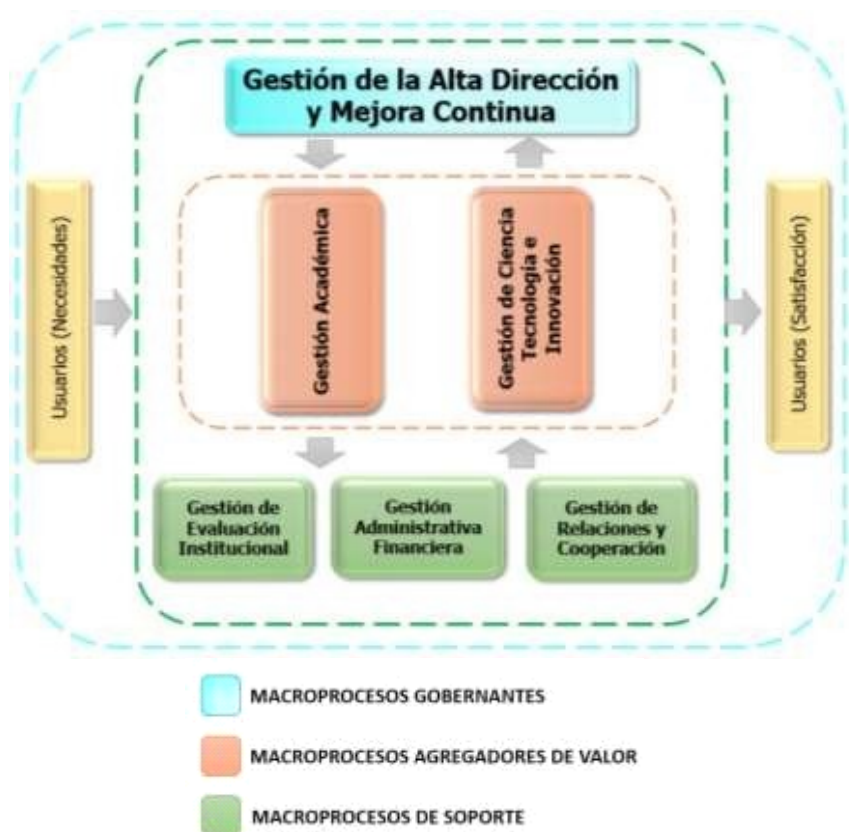 Gestión de la Alta Dirección
y Mejora Continua
Usuarios (Necesidades)
Gestión Académica
Gestión de Ciencia
Tecnología e
Innovación
Usuarios (Satisfacción)
Gestión de
Evaluación
Institucional
Gestión
Administrativa
Financiera
Gestión de
Relaciones y
Cooperación
MACROPROCESOS GOBERNANTES
MACROPROCESOS AGREGADORES DE VALOR
MACROPROCESOS DE SOPORTE